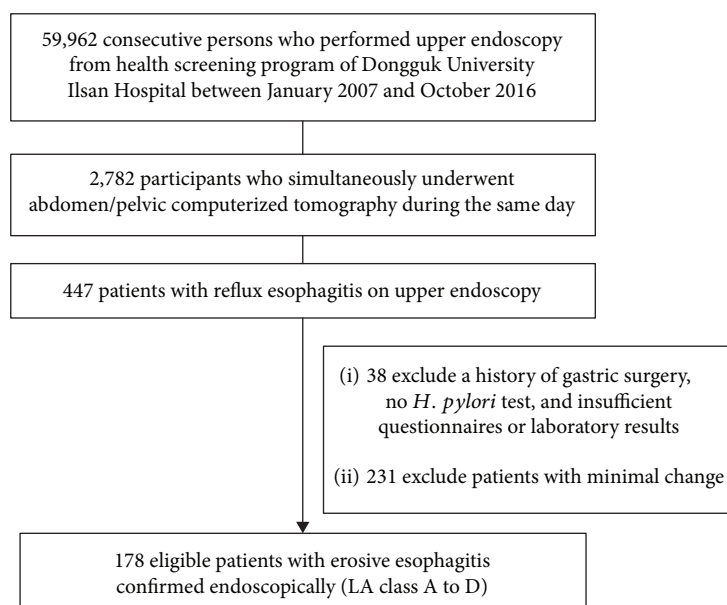 59,962 consecutive persons who performed upper endoscopy
from health screening program of Dongguk University
Ilsan Hospital between January 2007 and October 2016
2,782 participants who simultaneously underwent
abdomen/pelvic computerized tomography during the same day
447 patients with reflux esophagitis on upper endoscopy
(i) 38 exclude a history of gastric surgery,
no H. pylori test, and insufficient
questionnaires or laboratory results
(ii) 231 exclude patients with minimal change
178 eligible patients with erosive esophagitis
confirmed endoscopically (LA class A to D)